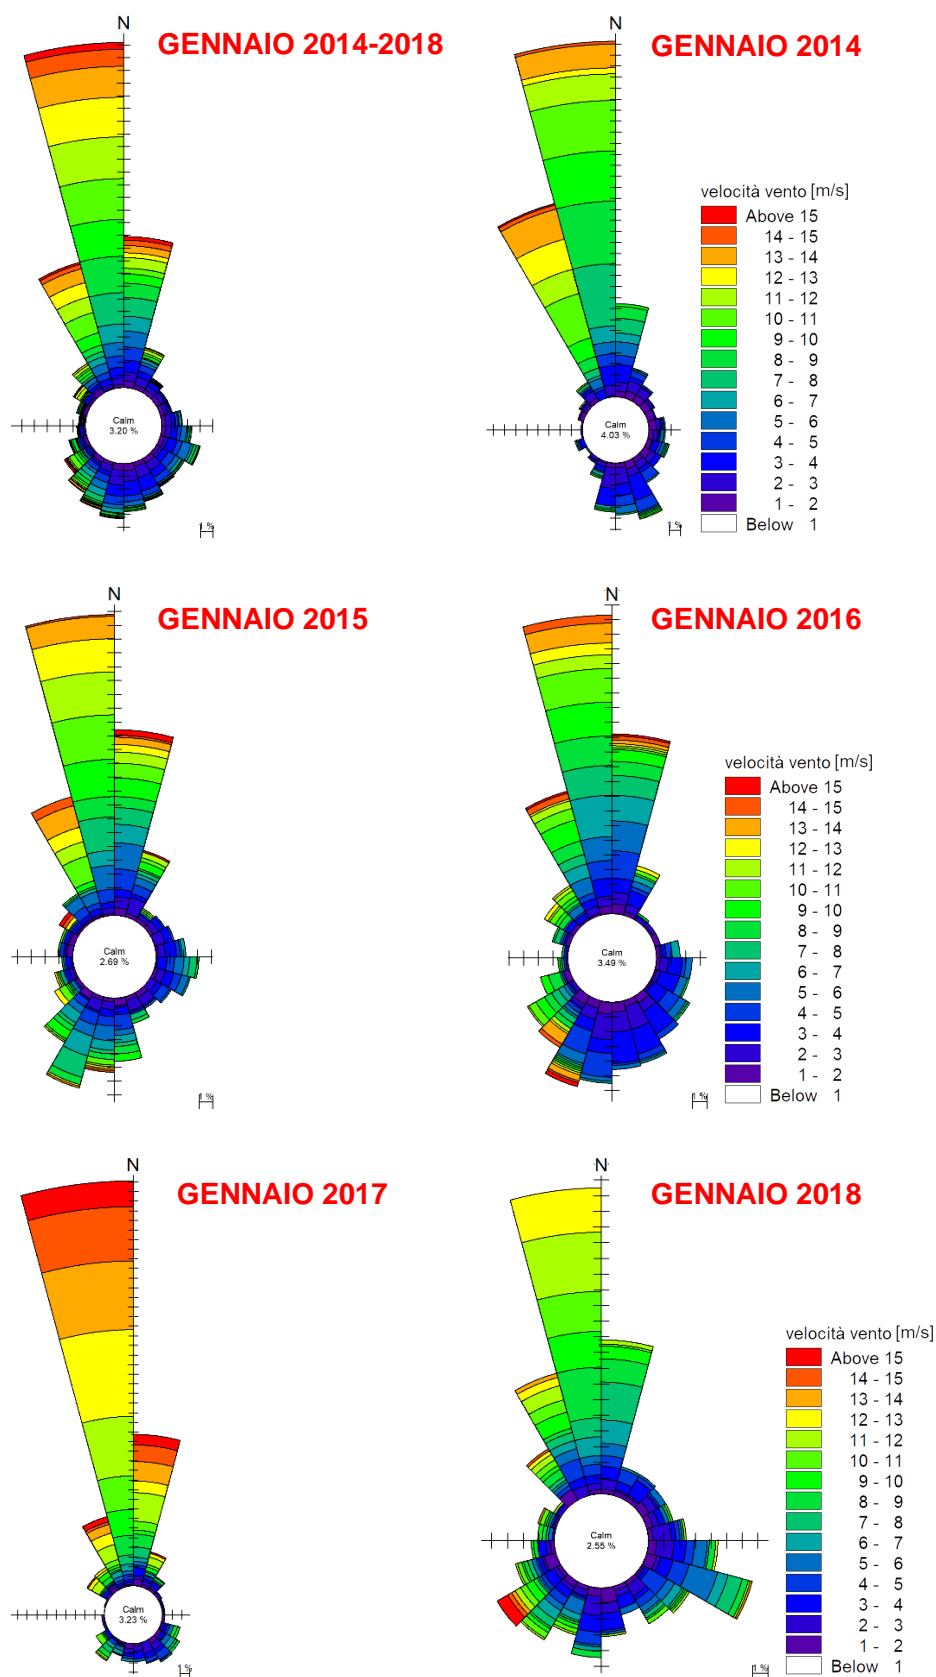 N
GENNAIO 2014-2018
Calm
3.20 %
1 %
N
GENNAIO 2014
Calm
4.03 %
1 %
velocità vento [m/s]
Above 15
14 - 15
13 - 14
12 - 13
11 - 12
10 - 11
9 - 10
8 - 9
7 - 8
6 - 7
5 - 6
4 - 5
3 - 4
2 - 3
1 - 2
Below 1
N
GENNAIO 2015
Calm
2.69 %
1 %
N
GENNAIO 2016
Calm
3.49 %
1 %
velocità vento [m/s]
Above 15
14 - 15
13 - 14
12 - 13
11 - 12
10 - 11
9 - 10
8 - 9
7 - 8
6 - 7
5 - 6
4 - 5
3 - 4
2 - 3
1 - 2
Below 1
N
GENNAIO 2017
Calm
3.23 %
1 %
N
GENNAIO 2018
Calm
2.55 %
1 %
velocità vento [m/s]
Above 15
14 - 15
13 - 14
12 - 13
11 - 12
10 - 11
9 - 10
8 - 9
7 - 8
6 - 7
5 - 6
4 - 5
3 - 4
2 - 3
1 - 2
Below 1